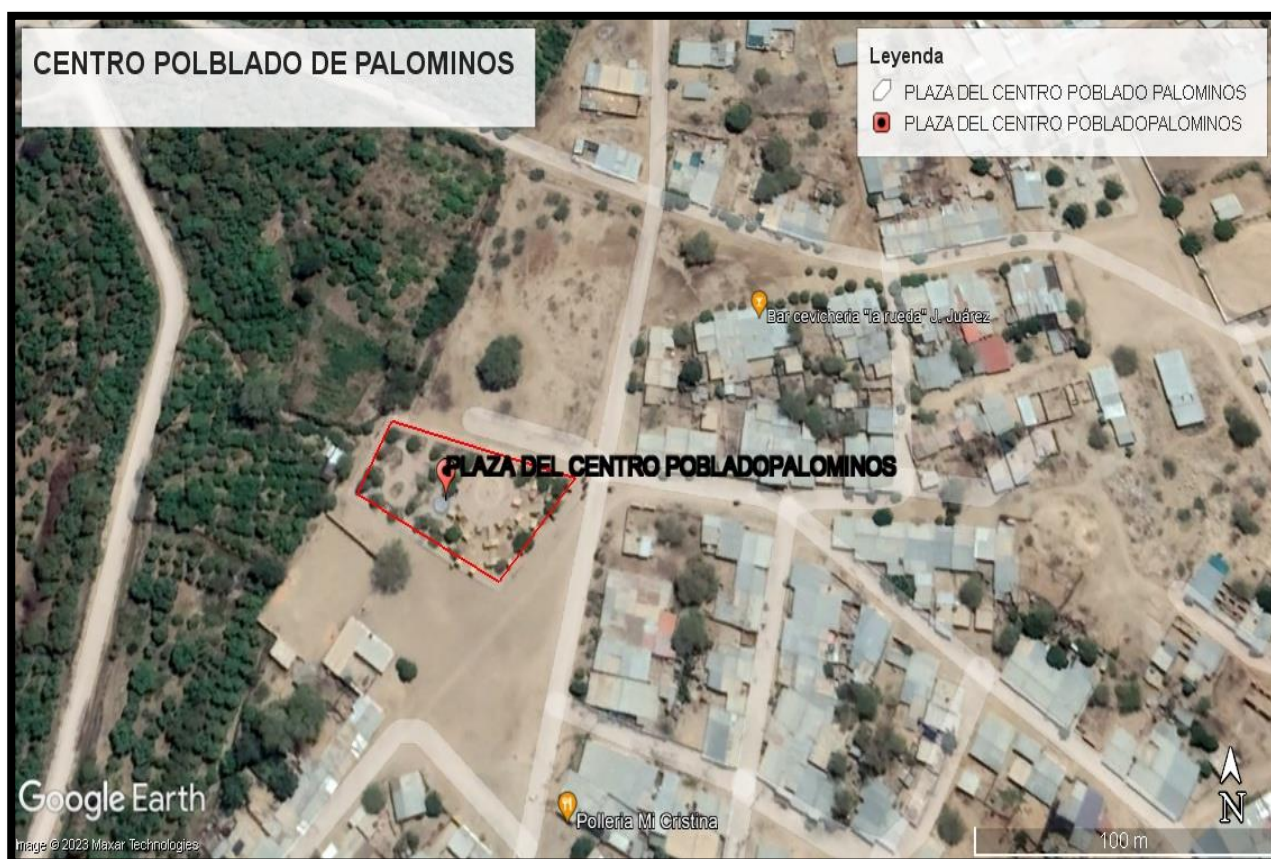 CENTRO POLBLADO DE PALOMINOS
Leyenda
PLAZA DEL CENTRO POBLADO PALOMINOS
PLAZA DEL CENTRO POBLADOPALOMINOS
Bar cevicheria "la rueda" J. Juárez
PLAZA DEL CENTRO POBLADOPALOMINOS
Polleria Mi Cristina
Google Earth
Image © 2023 Maxar Technologies
N
100 m